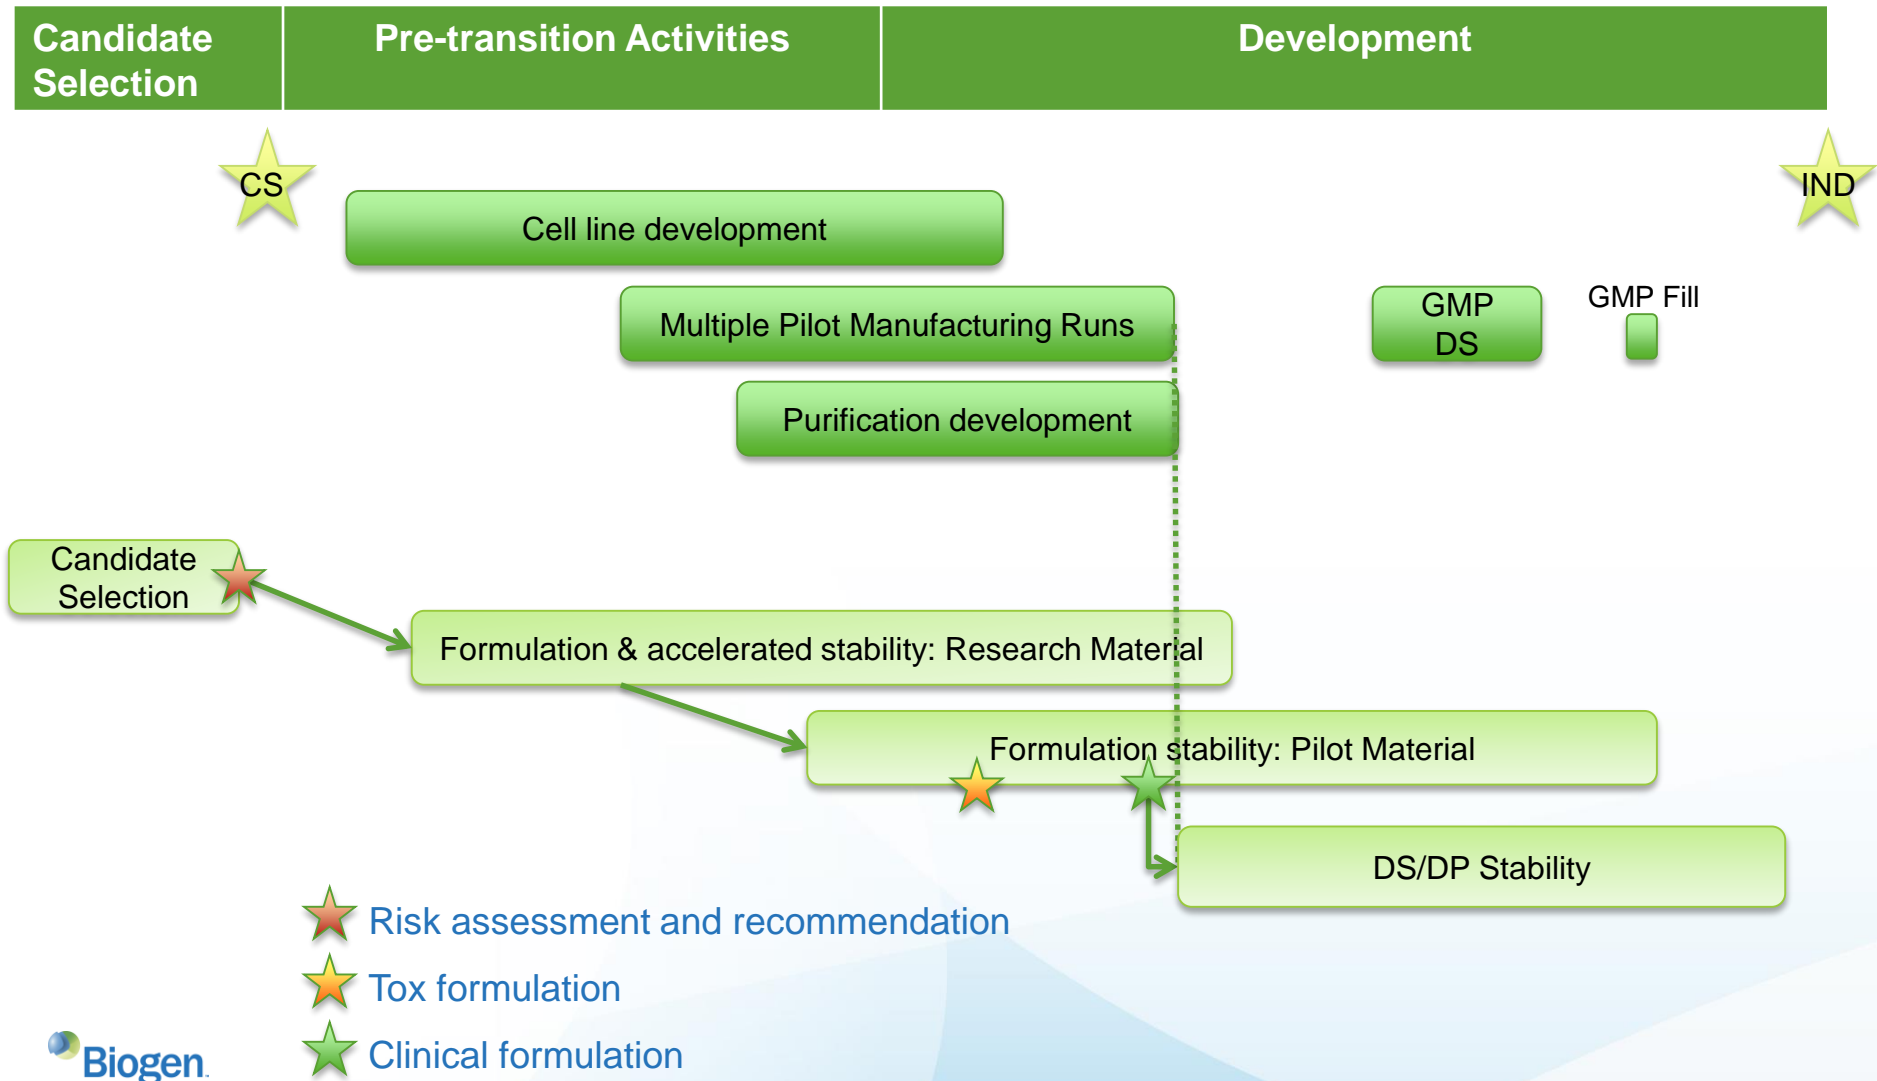 Candidate
Selection
Pre-transition Activities
Development
CS
IND
Cell line development
Multiple Pilot Manufacturing Runs
GMP
DS
GMP Fill
Purification development
Candidate
Selection
Formulation & accelerated stability: Research Material
Formulation stability: Pilot Material
DS/DP Stability
Risk assessment and recommendation
Tox formulation
Clinical formulation
Biogen.